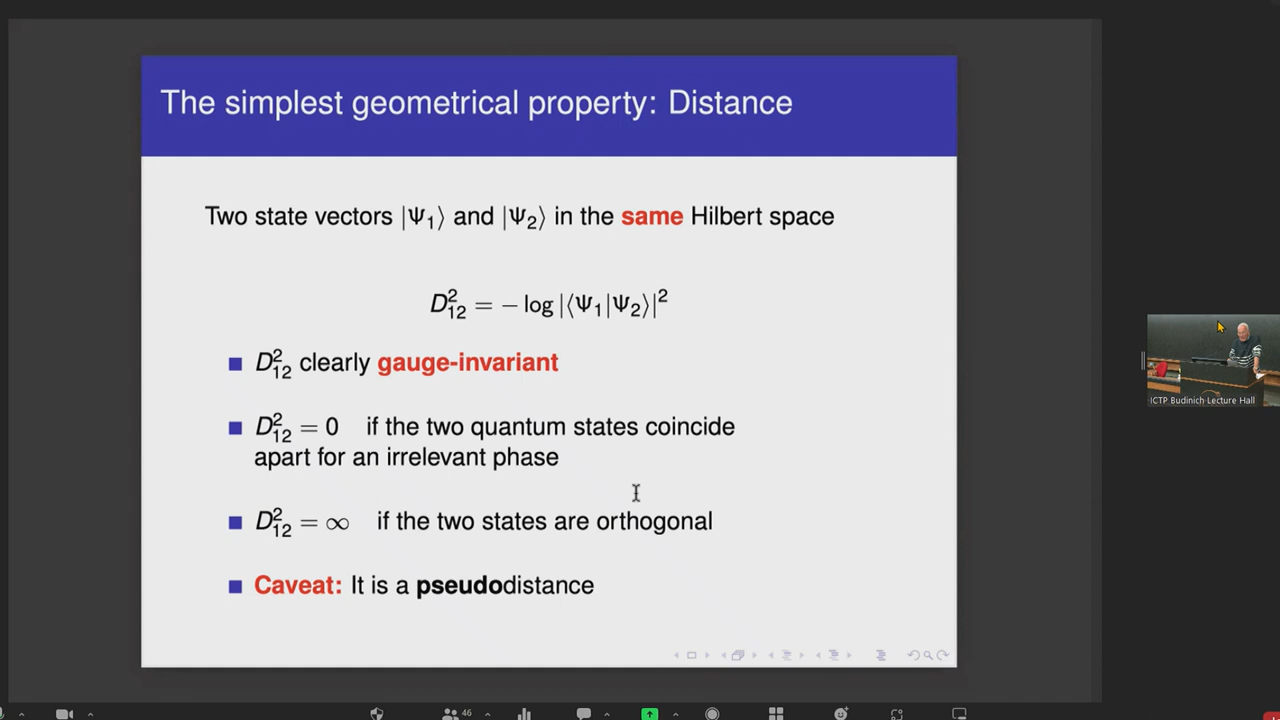 The simplest geometrical property: Distance
Two state vectors |Ψ₁⟩ and |Ψ₂⟩ in the same Hilbert space
D²₁₂ = − log |⟨Ψ₁|Ψ₂⟩|²
D²₁₂ clearly gauge-invariant
D²₁₂ = 0 if the two quantum states coincide
apart for an irrelevant phase
D²₁₂ = ∞ if the two states are orthogonal
Caveat: It is a pseudodistance
ICTP Budinich Lecture Hall
46